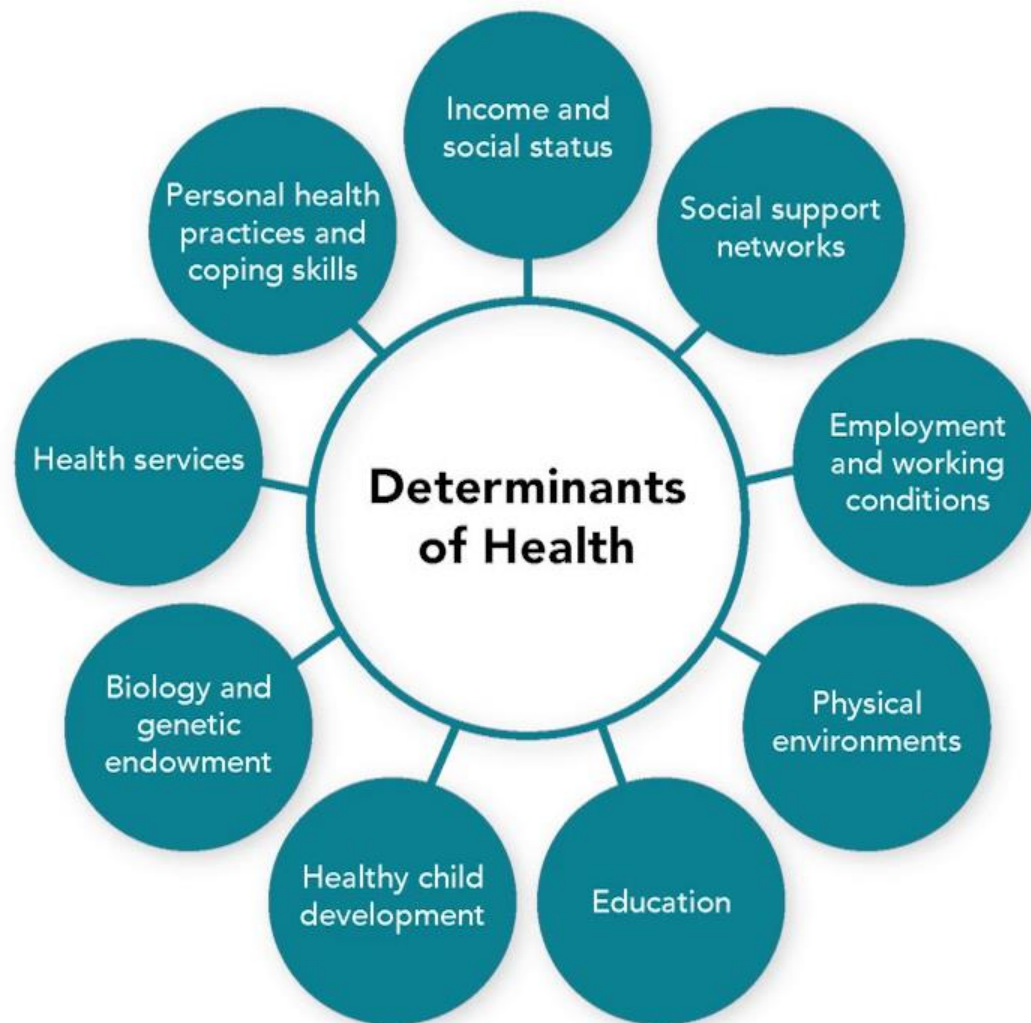 Income and
social status
Social support
networks
Employment
and working
conditions
Physical
environments
Education
Healthy child
development
Biology and
genetic
endowment
Health services
Personal health
practices and
coping skills
Determinants
of Health